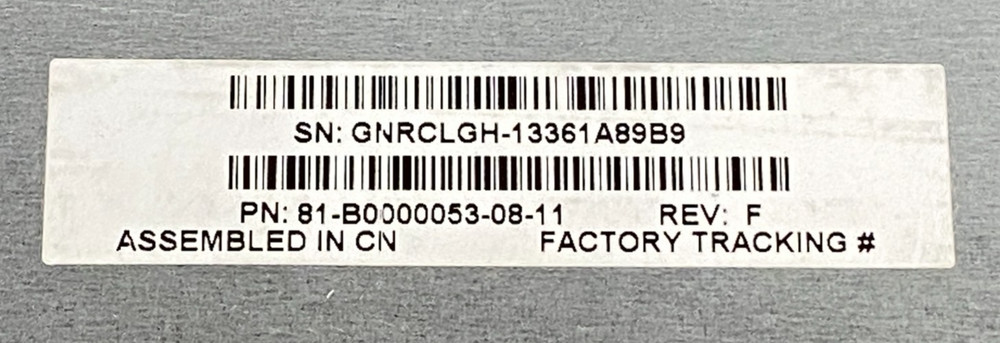 SN: GNRCLGH-13361A89B9
PN: 81-B0000053-08-11 REV: F
ASSEMBLED IN CN FACTORY TRACKING #